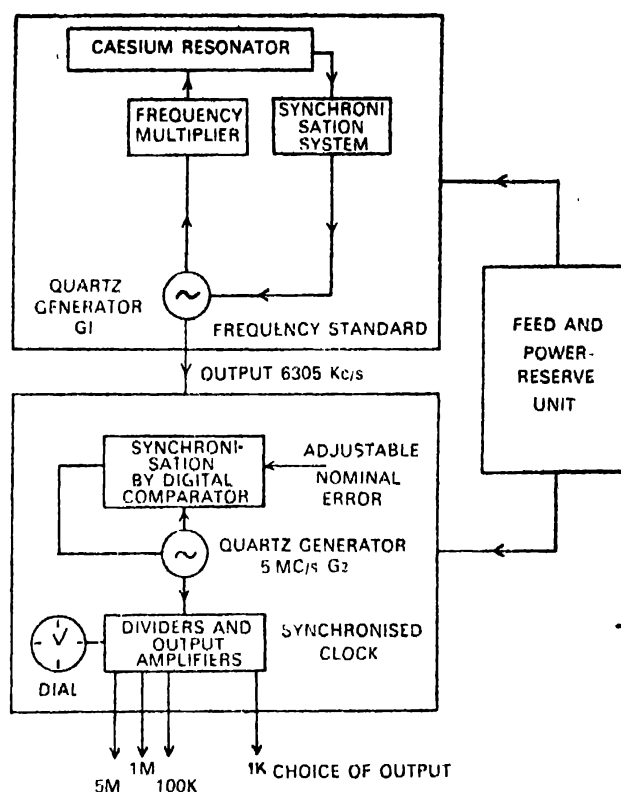 CAESIUM RESONATOR
FREQUENCY
MULTIPLIER
SYNCHRONI
SATION
SYSTEM
QUARTZ
GENERATOR
G1
FREQUENCY STANDARD
FEED AND
POWER-
RESERVE
UNIT
OUTPUT 6305 Kc/s
SYNCHRONI-
SATION
BY DIGITAL
COMPARATOR
ADJUSTABLE
NOMINAL
ERROR
QUARTZ GENERATOR
5 MC/s G2
DIVIDERS AND
OUTPUT
AMPLIFIERS
SYNCHRONISED
CLOCK
DIAL
5M
1M
100K
1K CHOICE OF OUTPUT